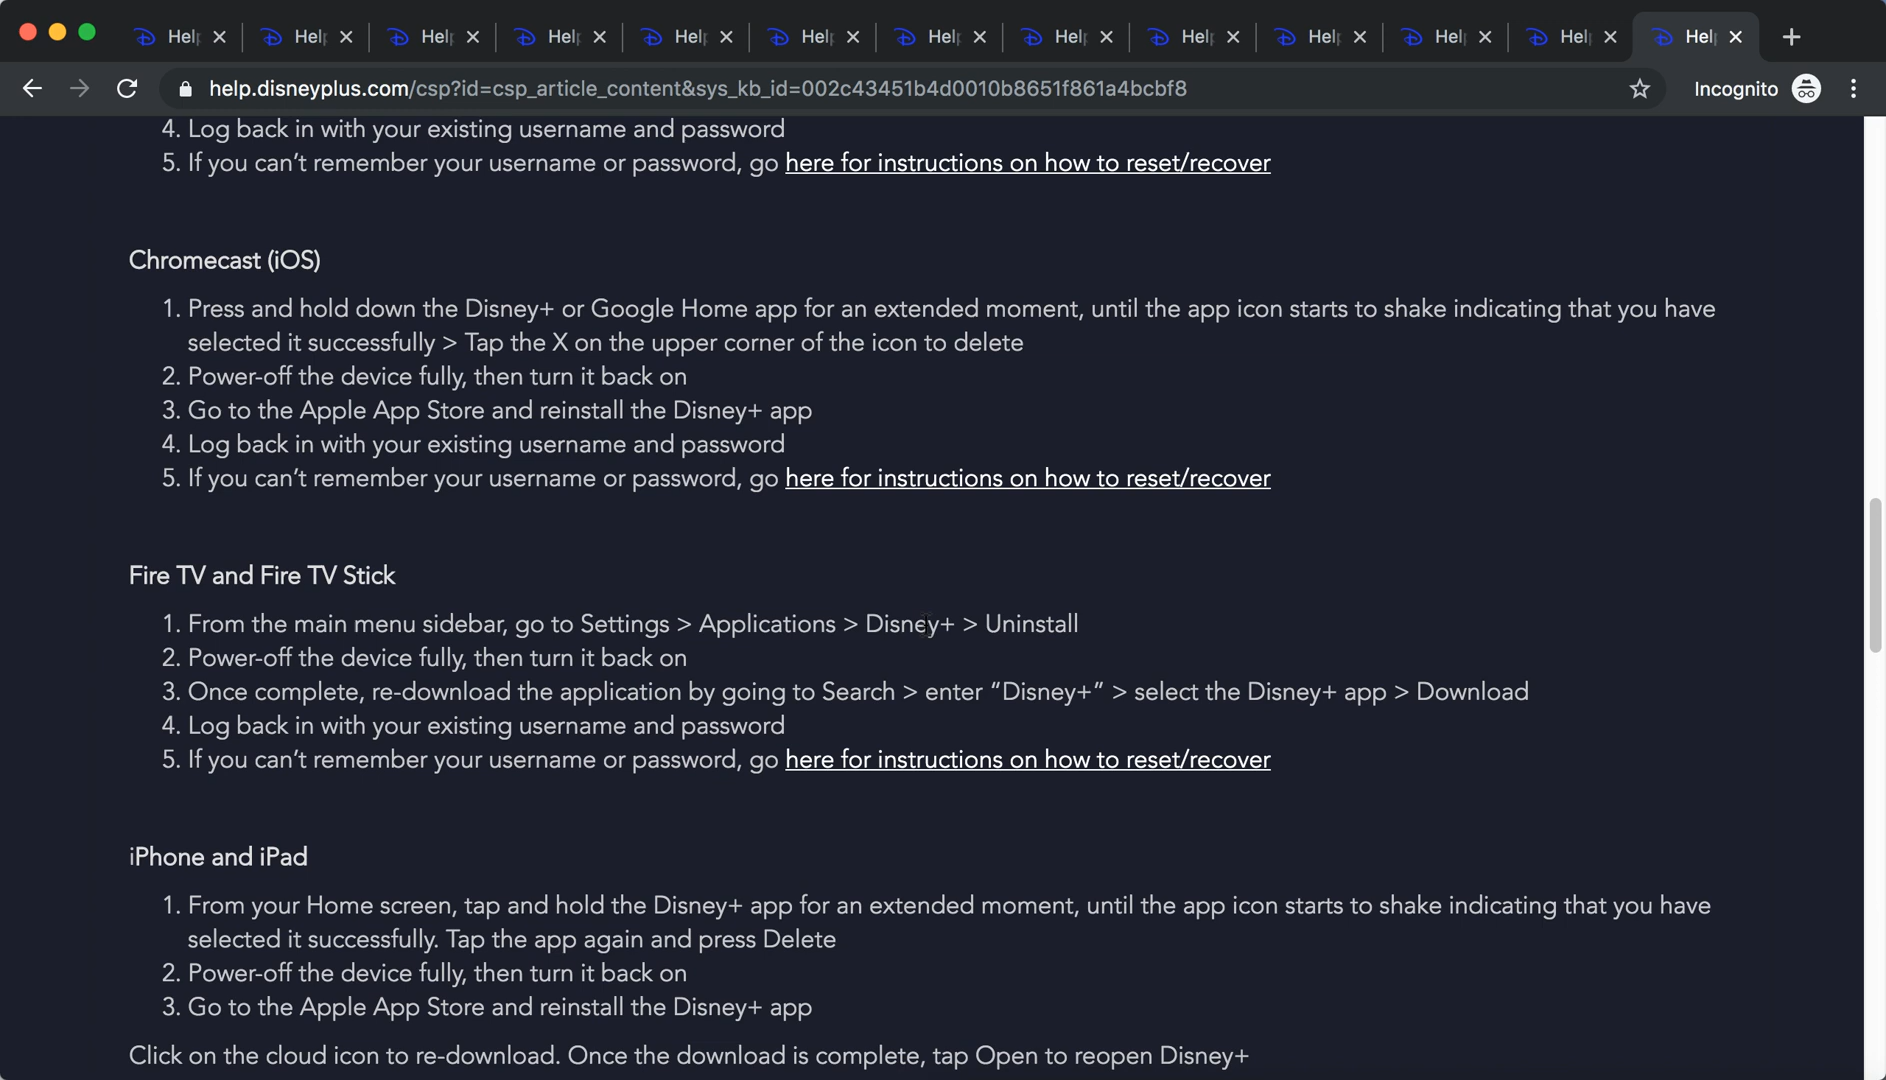 Help Help Help Help Help Help Help Help Help Help Help Help Help
help.disneyplus.com/csp?id=csp_article_content&sys_kb_id=002c43451b4d0010b8651f861a4bcbf8 Incognito
4. Log back in with your existing username and password
5. If you can’t remember your username or password, go here for instructions on how to reset/recover
Chromecast (iOS)
1. Press and hold down the Disney+ or Google Home app for an extended moment, until the app icon starts to shake indicating that you have
selected it successfully > Tap the X on the upper corner of the icon to delete
2. Power-off the device fully, then turn it back on
3. Go to the Apple App Store and reinstall the Disney+ app
4. Log back in with your existing username and password
5. If you can’t remember your username or password, go here for instructions on how to reset/recover
Fire TV and Fire TV Stick
1. From the main menu sidebar, go to Settings > Applications > Disney+ > Uninstall
2. Power-off the device fully, then turn it back on
3. Once complete, re-download the application by going to Search > enter “Disney+” > select the Disney+ app > Download
4. Log back in with your existing username and password
5. If you can’t remember your username or password, go here for instructions on how to reset/recover
iPhone and iPad
1. From your Home screen, tap and hold the Disney+ app for an extended moment, until the app icon starts to shake indicating that you have
selected it successfully. Tap the app again and press Delete
2. Power-off the device fully, then turn it back on
3. Go to the Apple App Store and reinstall the Disney+ app
Click on the cloud icon to re-download. Once the download is complete, tap Open to reopen Disney+